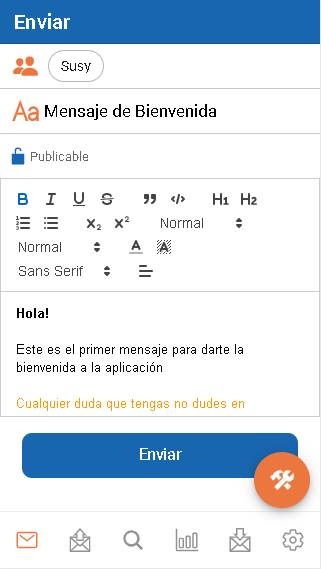 Enviar
Susy
Aa Mensaje de Bienvenida
Publicable
B I U S ” </> H1 H2
X2 X² Normal
Normal A A
Sans Serif
Hola!
Este es el primer mensaje para darte la
bienvenida a la aplicación
Cualquier duda que tengas no dudes en
Enviar